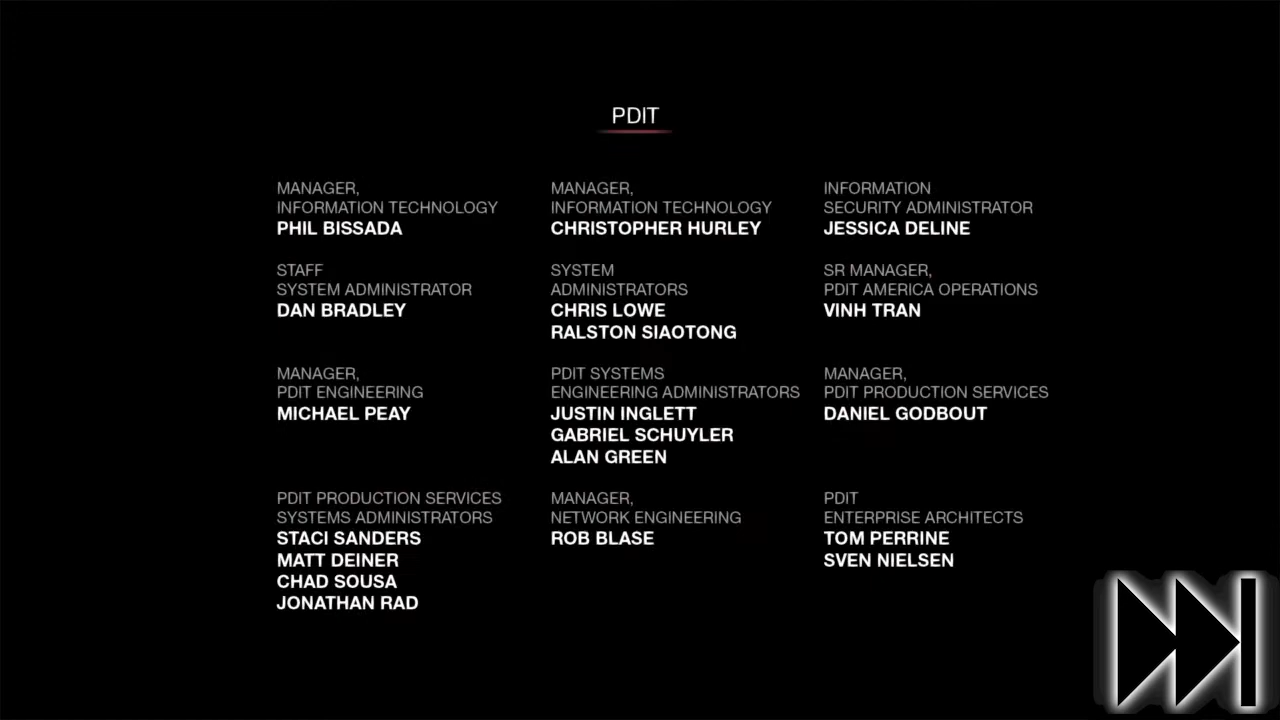 PDIT
MANAGER,
INFORMATION TECHNOLOGY
PHIL BISSADA
MANAGER,
INFORMATION TECHNOLOGY
CHRISTOPHER HURLEY
INFORMATION
SECURITY ADMINISTRATOR
JESSICA DELINE
STAFF
SYSTEM ADMINISTRATOR
DAN BRADLEY
SYSTEM
ADMINISTRATORS
CHRIS LOWE
RALSTON SIAOTONG
SR MANAGER,
PDIT AMERICA OPERATIONS
VINH TRAN
MANAGER,
PDIT ENGINEERING
MICHAEL PEAY
PDIT SYSTEMS
ENGINEERING ADMINISTRATORS
JUSTIN INGLETT
GABRIEL SCHUYLER
ALAN GREEN
MANAGER,
PDIT PRODUCTION SERVICES
DANIEL GODBOUT
PDIT PRODUCTION SERVICES
SYSTEMS ADMINISTRATORS
STACI SANDERS
MATT DEINER
CHAD SOUSA
JONATHAN RAD
MANAGER,
NETWORK ENGINEERING
ROB BLASE
PDIT
ENTERPRISE ARCHITECTS
TOM PERRINE
SVEN NIELSEN